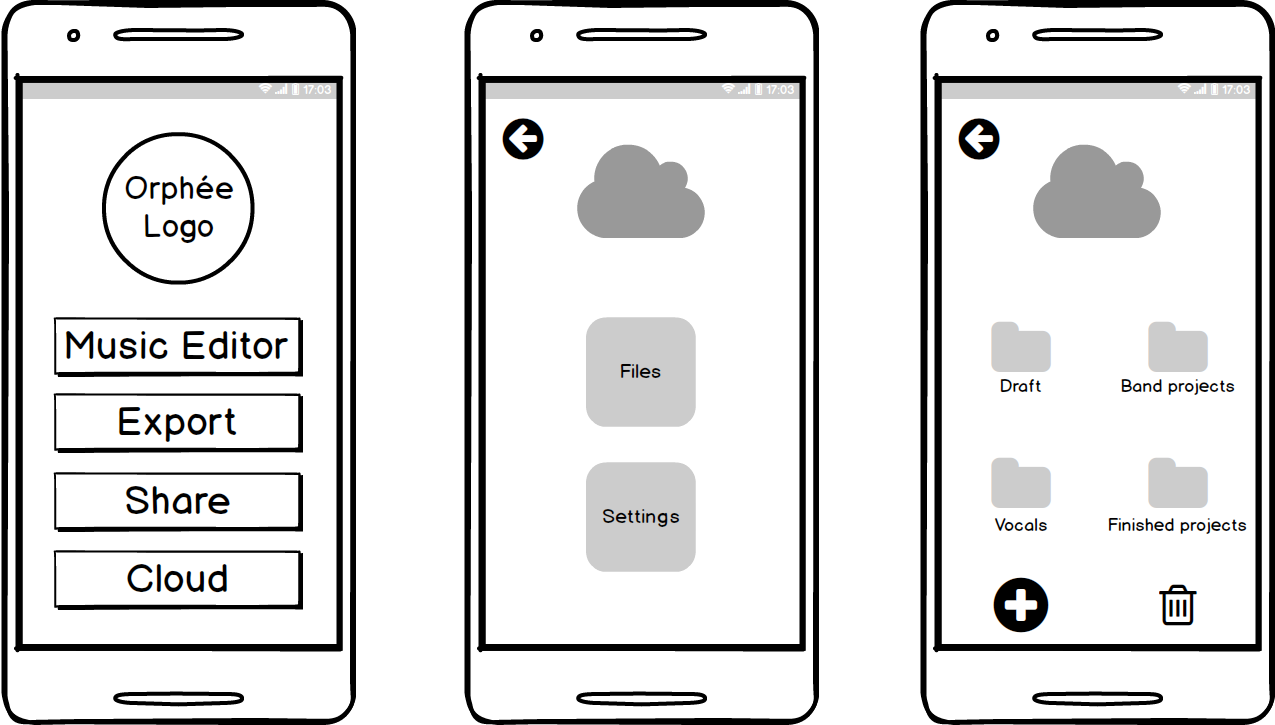 17:03
Orphée
Logo
Music Editor
Export
Share
Cloud
17:03
Files
Settings
17:03
Draft
Band projects
Vocals
Finished projects